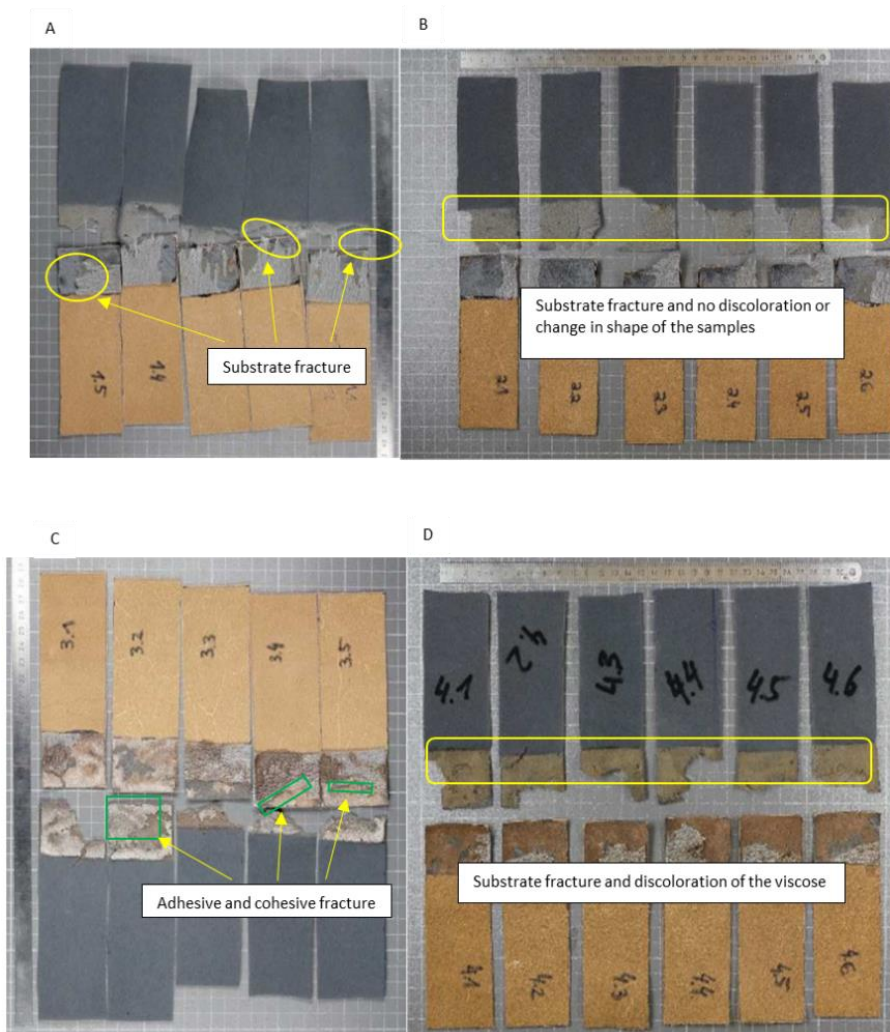 A
B
1.5
1.4
Substrate fracture
Substrate fracture and no discoloration or
change in shape of the samples
2.1
2.2
2.3
2.4
2.5
2.6
C
D
3.1
3.2
3.3
3.4
3.5
Adhesive and cohesive fracture
4.1
4.2
4.3
4.4
4.5
4.6
Substrate fracture and discoloration of the viscose
4.1
4.2
4.3
4.4
4.5
4.6